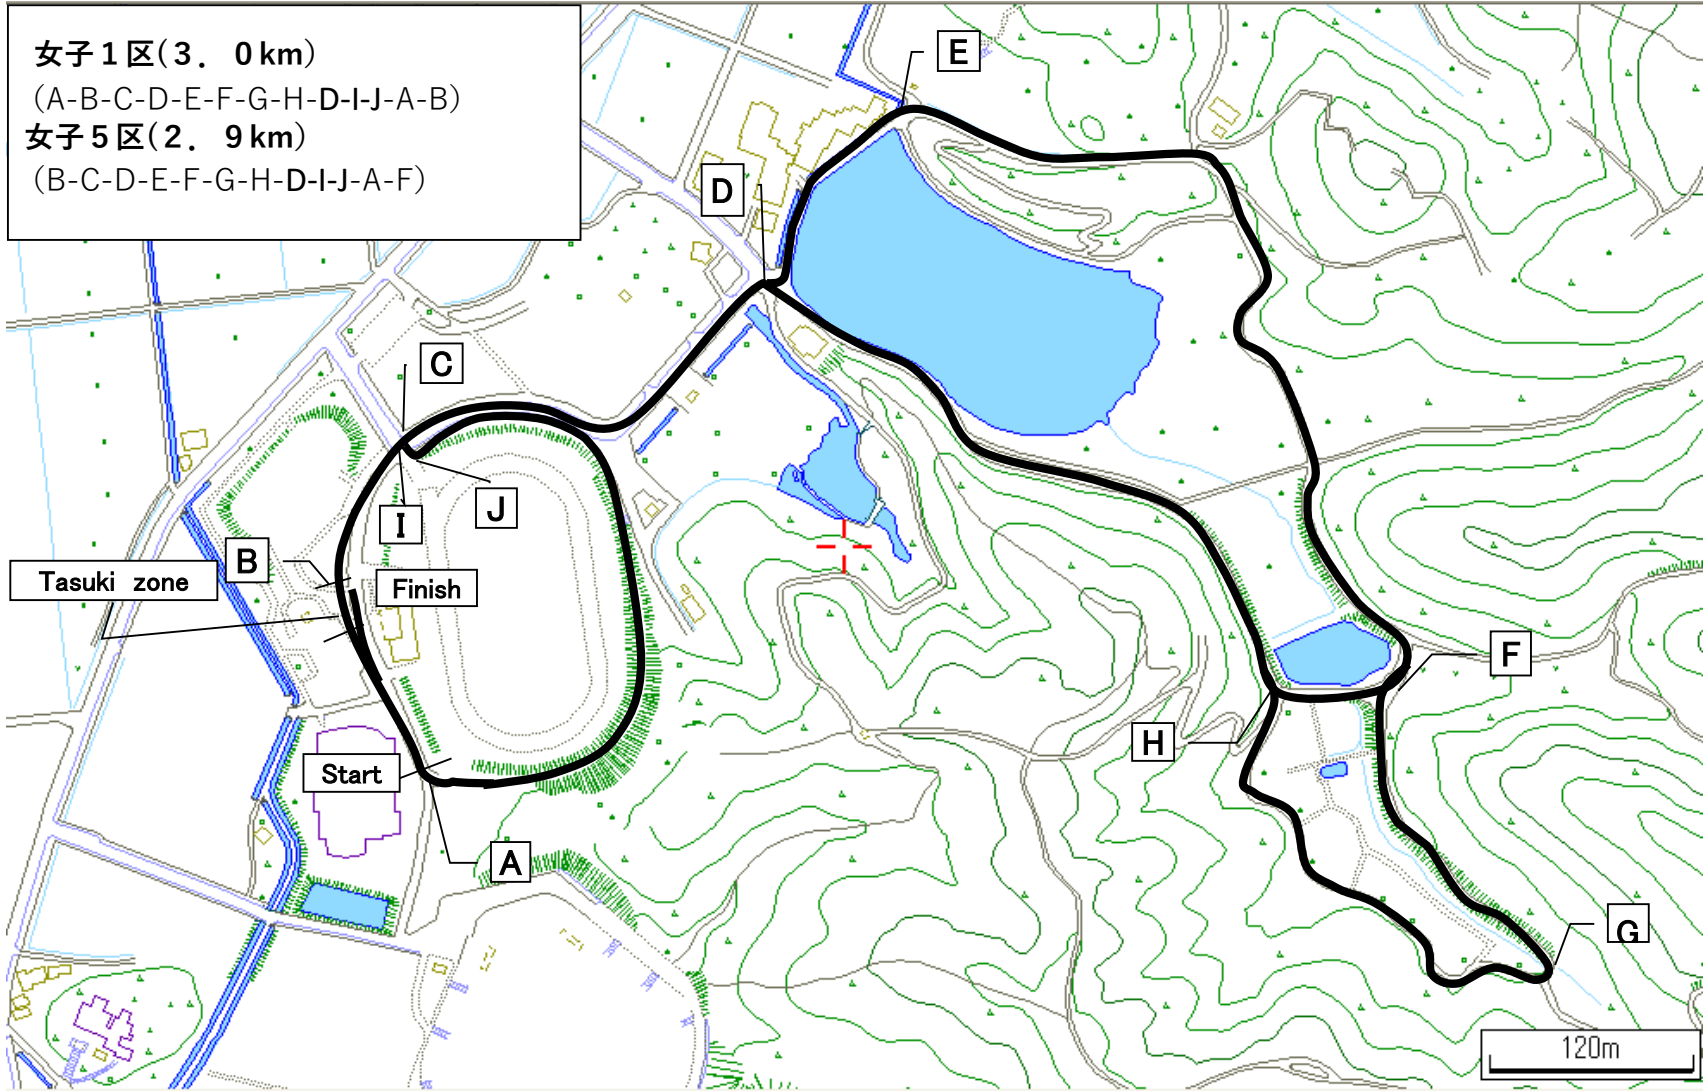 女子1区(3．0km)
(A-B-C-D-E-F-G-H-D-I-J-A-B)
女子5区(2．9km)
(B-C-D-E-F-G-H-D-I-J-A-F)
E
D
C
J
I
B
Tasuki zone
Finish
F
H
Start
A
G
120m